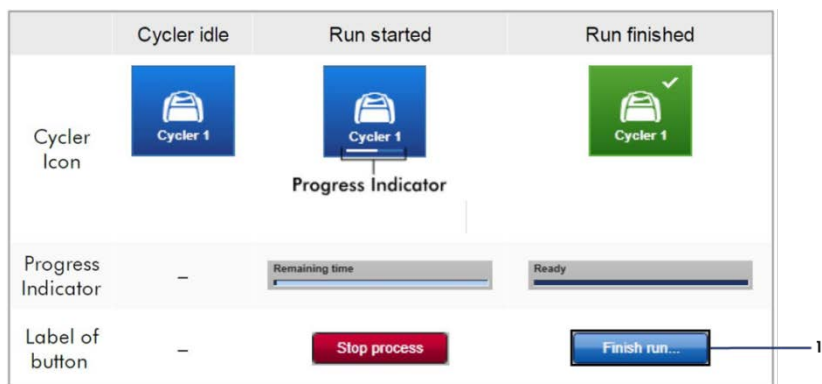 Cycler idle Run started Run finished
Cycler
Icon
Cycler 1 Cycler 1 Cycler 1
Progress Indicator
Progress
Indicator
– Remaining time Ready
Label of
button
– Stop process Finish run... 1